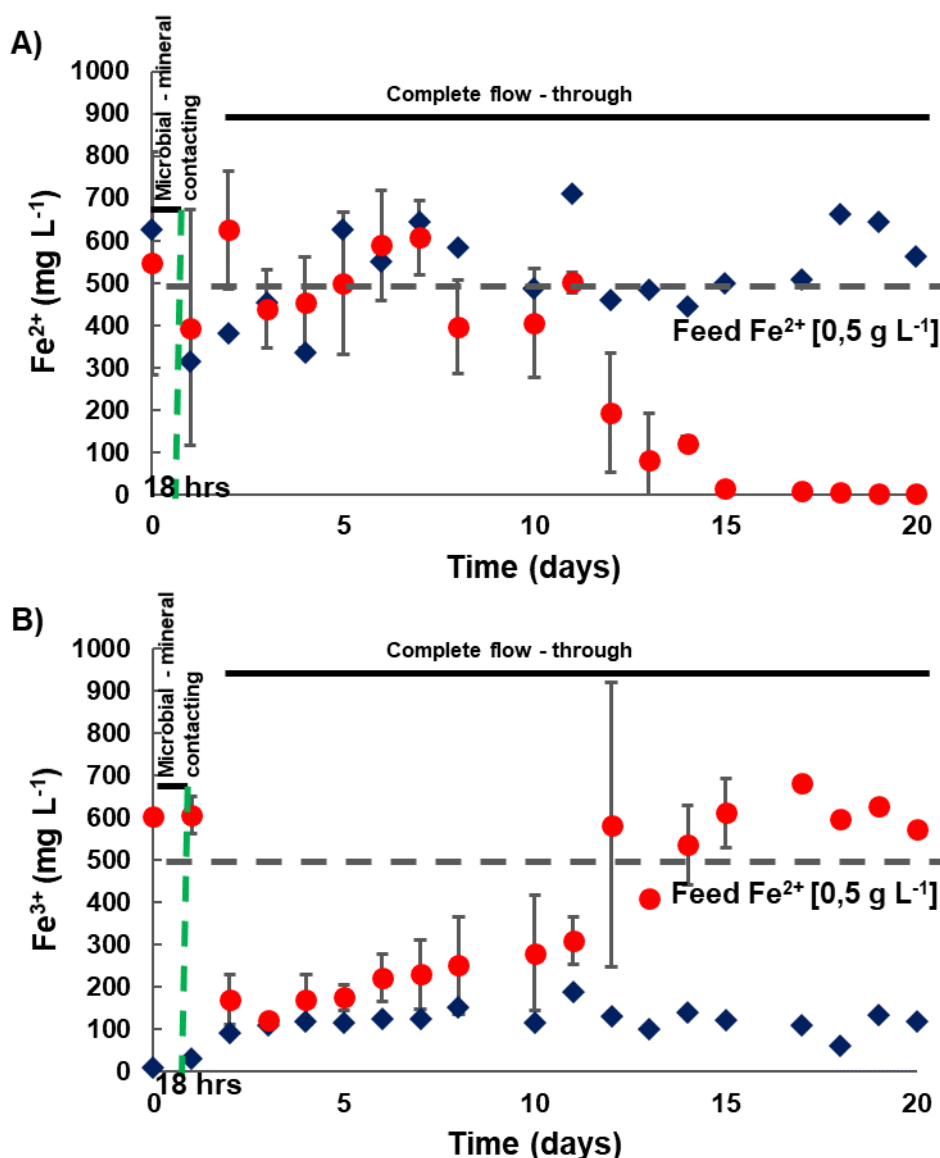 A)
Microbial - mineral
contacting
Complete flow - through
1000
900
800
700
600
500
400
300
200
100
0
Fe²⁺ (mg L⁻¹)
Feed Fe²⁺ [0,5 g L⁻¹]
18 hrs
0 5 10 15 20
Time (days)
B)
Microbial - mineral
contacting
Complete flow - through
1000
900
800
700
600
500
400
300
200
100
0
Fe³⁺ (mg L⁻¹)
Feed Fe²⁺ [0,5 g L⁻¹]
18 hrs
0 5 10 15 20
Time (days)